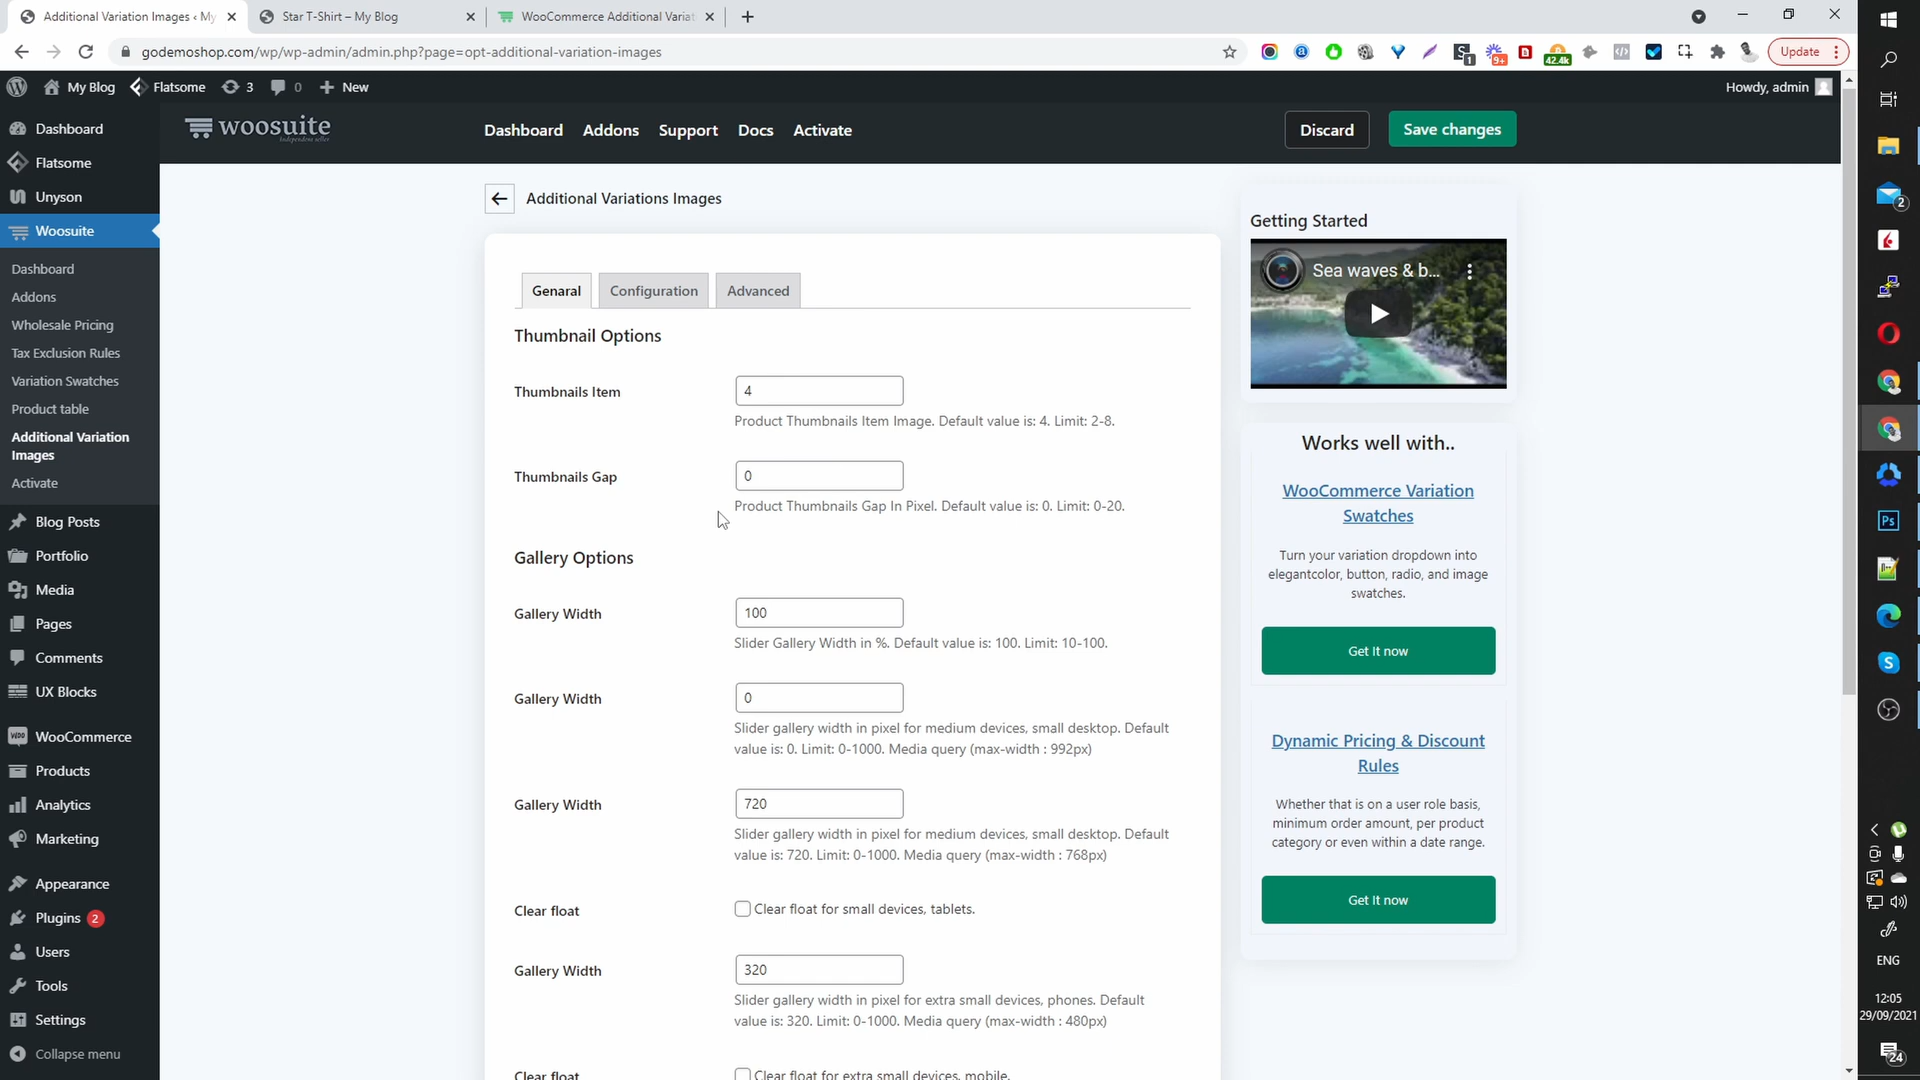 Additional Variation Images ‹ My
Star T-Shirt – My Blog
WooCommerce Additional Variat
godemoshop.com/wp/wp-admin/admin.php?page=opt-additional-variation-images
1
9+
42.4k
Update
My Blog
Flatsome
3
0
New
Howdy, admin
Dashboard
Flatsome
Unyson
Woosuite
Dashboard
Addons
Wholesale Pricing
Tax Exclusion Rules
Variation Swatches
Product table
Additional Variation
Images
Activate
Blog Posts
Portfolio
Media
Pages
Comments
UX Blocks
WooCommerce
Products
Analytics
Marketing
Appearance
Plugins 2
Users
Tools
Settings
Collapse menu
woosuite
Independent seller
Dashboard
Addons
Support
Docs
Activate
Discard
Save changes
Additional Variations Images
General
Configuration
Advanced
Thumbnail Options
Thumbnails Item
4
Product Thumbnails Item Image. Default value is: 4. Limit: 2-8.
Thumbnails Gap
0
Product Thumbnails Gap In Pixel. Default value is: 0. Limit: 0-20.
Gallery Options
Gallery Width
100
Slider Gallery Width in %. Default value is: 100. Limit: 10-100.
Gallery Width
0
Slider gallery width in pixel for medium devices, small desktop. Default
value is: 0. Limit: 0-1000. Media query (max-width : 992px)
Gallery Width
720
Slider gallery width in pixel for medium devices, small desktop. Default
value is: 720. Limit: 0-1000. Media query (max-width : 768px)
Clear float
Clear float for small devices, tablets.
Gallery Width
320
Slider gallery width in pixel for extra small devices, phones. Default
value is: 320. Limit: 0-1000. Media query (max-width : 480px)
Clear float
Clear float for extra small devices, mobile.
Getting Started
Sea waves & b...
Works well with..
WooCommerce Variation
Swatches
Turn your variation dropdown into
elegantcolor, button, radio, and image
swatches.
Get It now
Dynamic Pricing & Discount
Rules
Whether that is on a user role basis,
minimum order amount, per product
category or even within a date range.
Get It now
2
Ps
ENG
12:05
29/09/2021
24